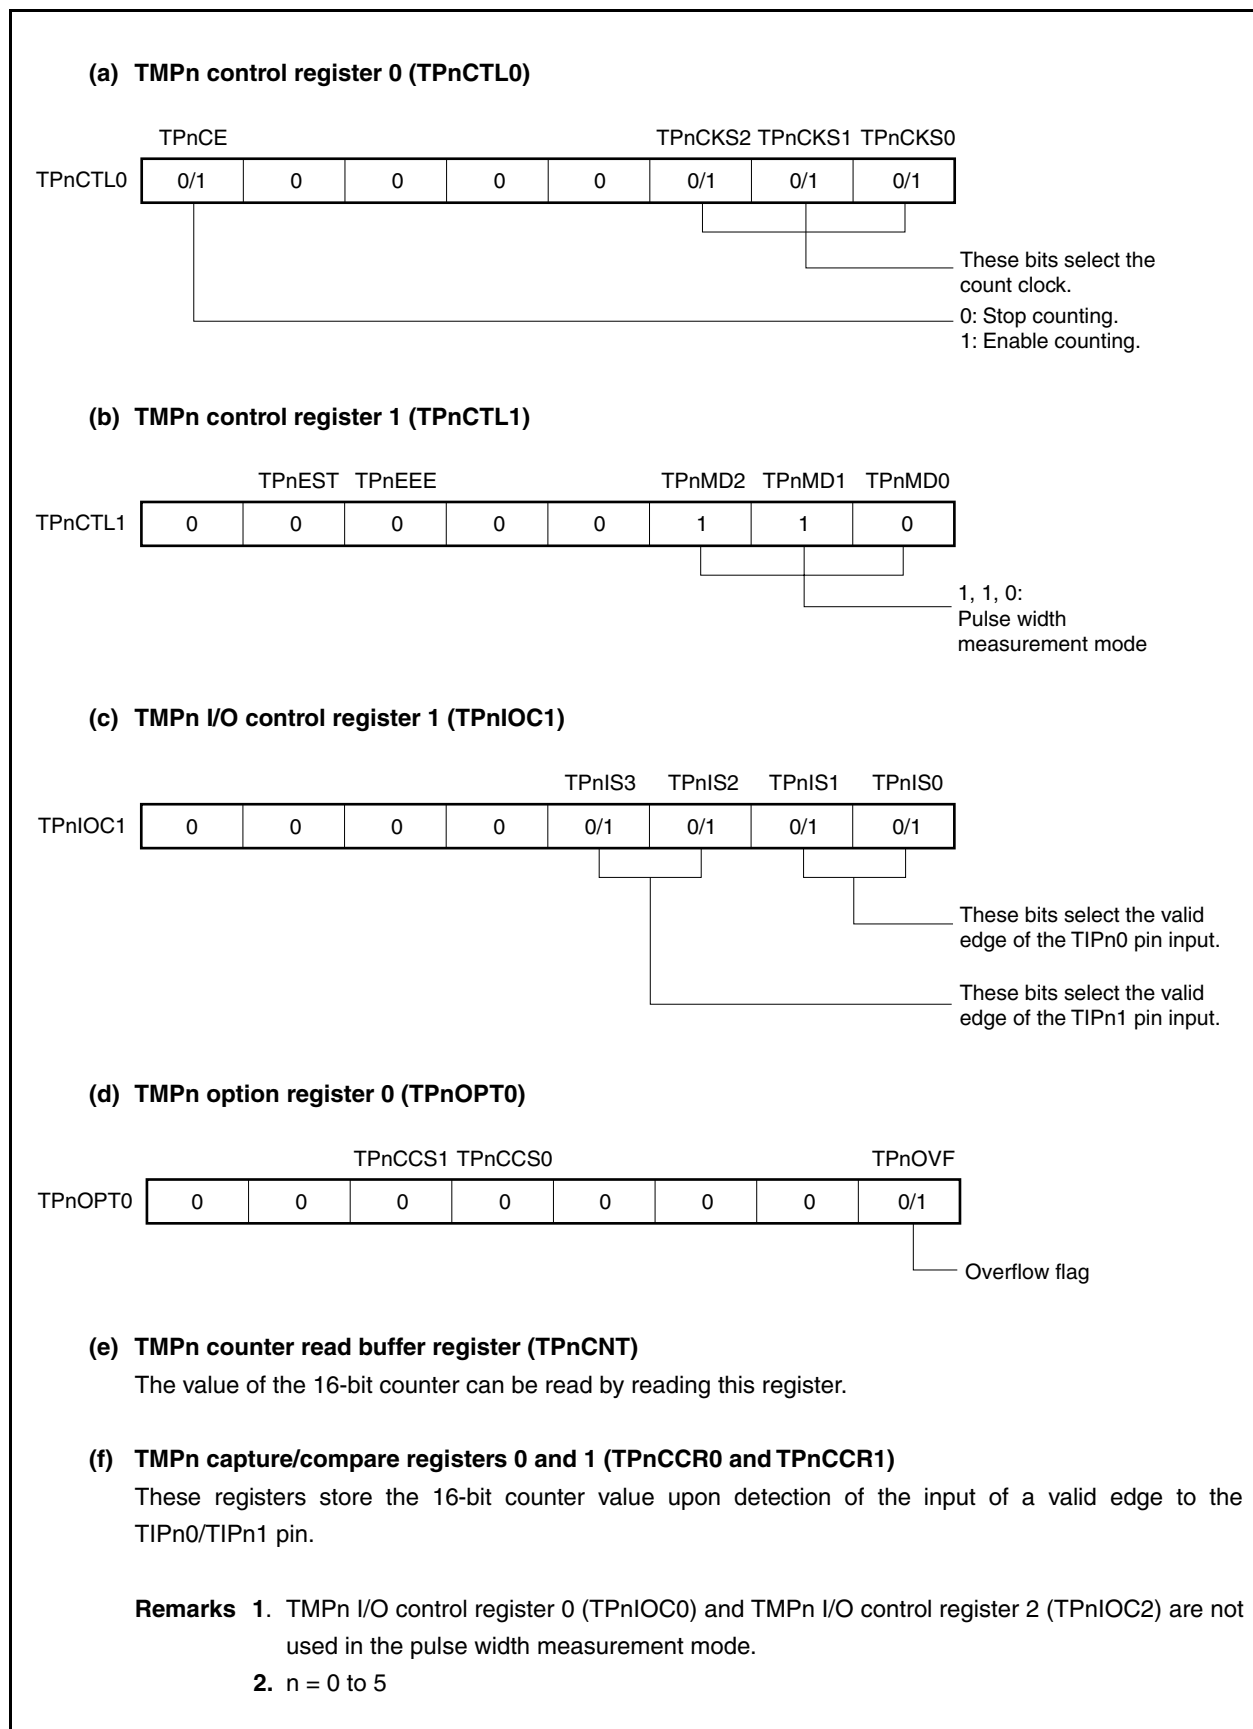 (a) TMPn control register 0 (TPnCTL0)
TPnCE TPnCKS2 TPnCKS1 TPnCKS0
TPnCTL0 0/1 0 0 0 0 0/1 0/1 0/1
These bits select the
count clock.
0: Stop counting.
1: Enable counting.
(b) TMPn control register 1 (TPnCTL1)
TPnEST TPnEEE TPnMD2 TPnMD1 TPnMD0
TPnCTL1 0 0 0 0 0 1 1 0
1, 1, 0:
Pulse width
measurement mode
(c) TMPn I/O control register 1 (TPnIOC1)
TPnIS3 TPnIS2 TPnIS1 TPnIS0
TPnIOC1 0 0 0 0 0/1 0/1 0/1 0/1
These bits select the valid
edge of the TIPn0 pin input.
These bits select the valid
edge of the TIPn1 pin input.
(d) TMPn option register 0 (TPnOPT0)
TPnCCS1 TPnCCS0 TPnOVF
TPnOPT0 0 0 0 0 0 0 0 0/1
Overflow flag
(e) TMPn counter read buffer register (TPnCNT)
The value of the 16-bit counter can be read by reading this register.
(f) TMPn capture/compare registers 0 and 1 (TPnCCR0 and TPnCCR1)
These registers store the 16-bit counter value upon detection of the input of a valid edge to the
TIPn0/TIPn1 pin.
Remarks 1. TMPn I/O control register 0 (TPnIOC0) and TMPn I/O control register 2 (TPnIOC2) are not
used in the pulse width measurement mode.
2. n = 0 to 5